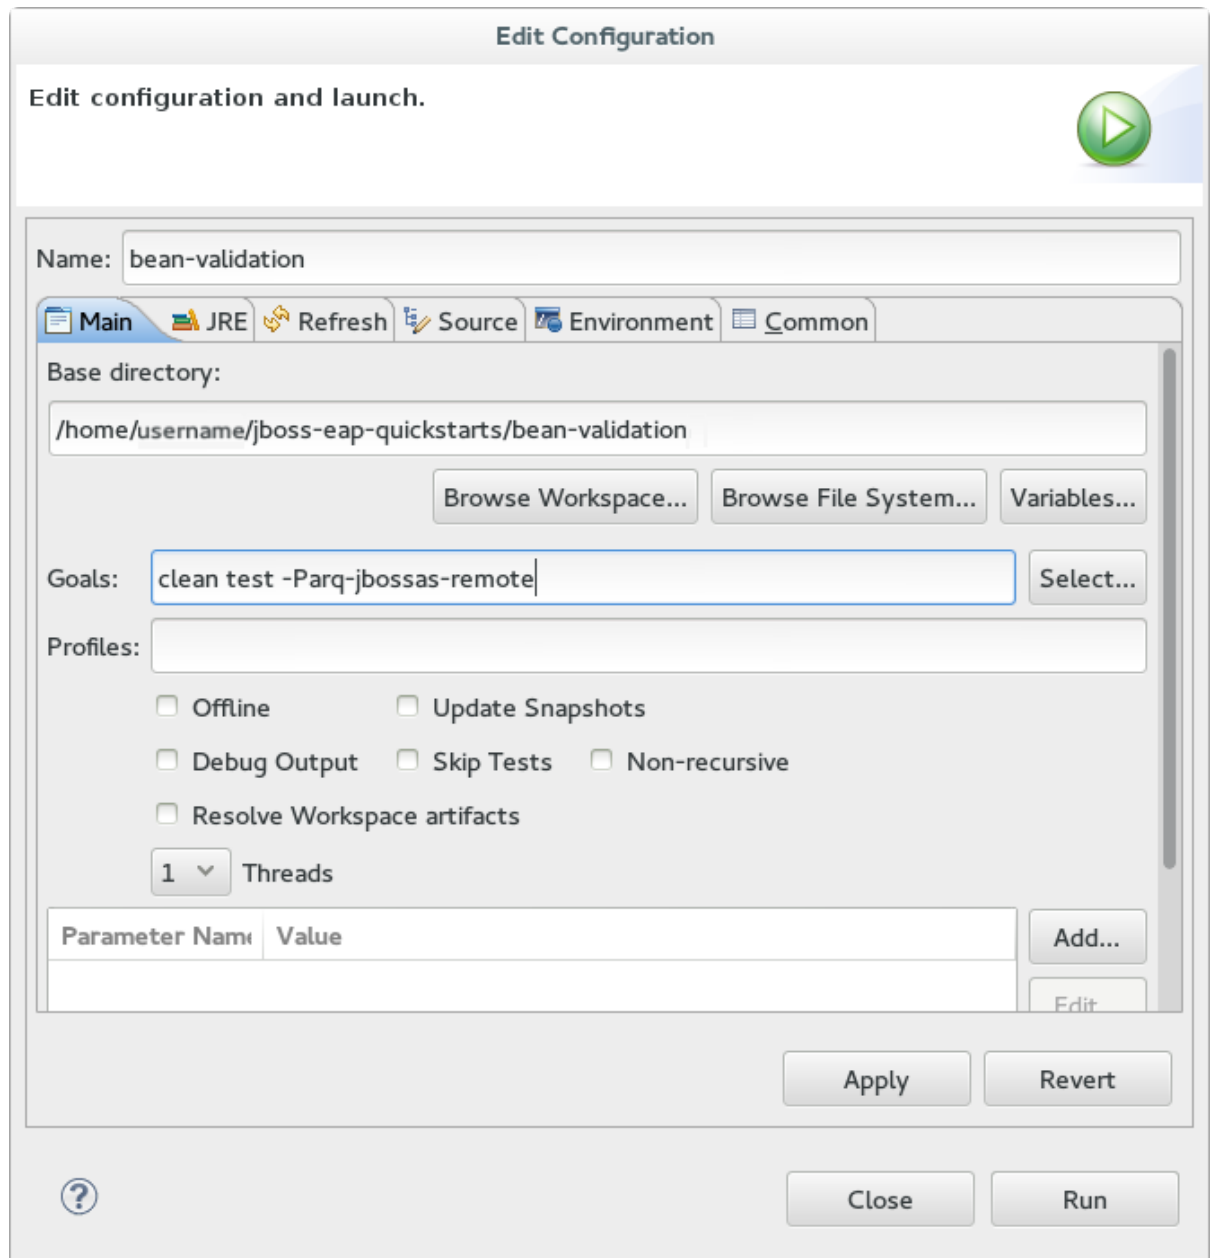 Edit Configuration
Edit configuration and launch.
Name: bean-validation
Main JRE Refresh Source Environment Common
Base directory:
/home/username/jboss-eap-quickstarts/bean-validation
Browse Workspace... Browse File System... Variables...
Goals: clean test -Parq-jbossas-remote Select...
Profiles:
Offline Update Snapshots
Debug Output Skip Tests Non-recursive
Resolve Workspace artifacts
1 Threads
Parameter Name Value Add...
Edit
Apply Revert
? Close Run